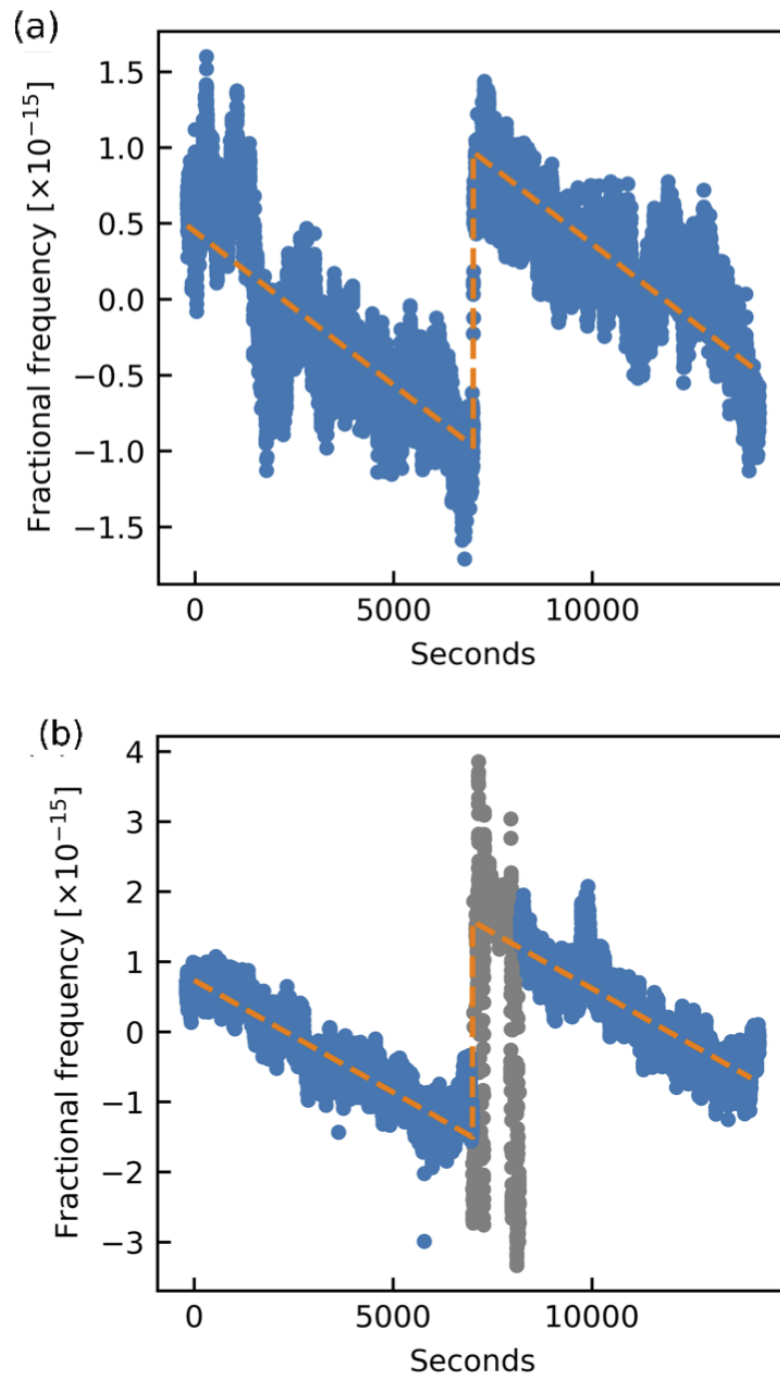 (a)
Fractional frequency [×10⁻¹⁵]
1.5
1.0
0.5
0.0
−0.5
−1.0
−1.5
0 5000 10000
Seconds
(b)
Fractional frequency [×10⁻¹⁵]
4
3
2
1
0
−1
−2
−3
0 5000 10000
Seconds